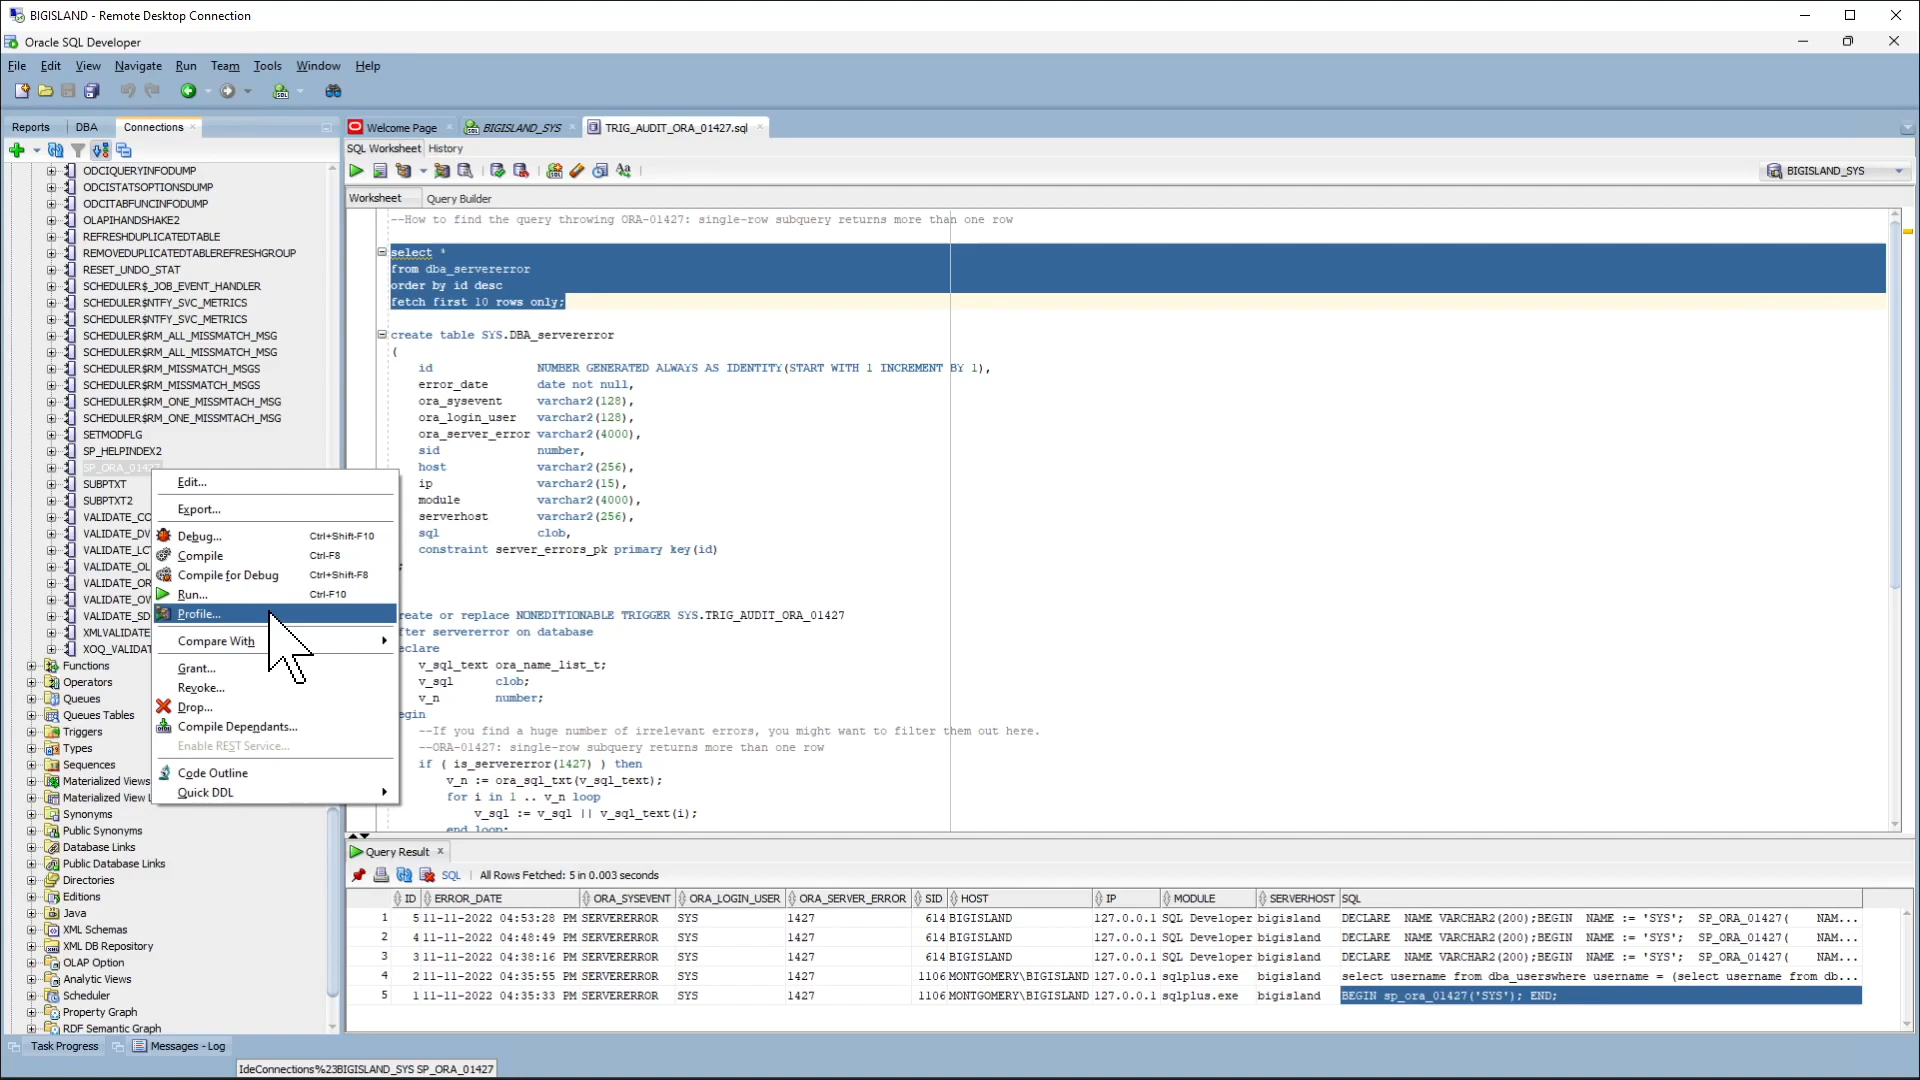 BIGISLAND - Remote Desktop Connection
Oracle SQL Developer
File Edit View Navigate Run Team Tools Window Help
Reports DBA Connections
Welcome Page BIGISLAND_SYS TRIG_AUDIT_ORA_01427.sql
SQL Worksheet History
BIGISLAND_SYS
Worksheet Query Builder
ODCIQUERYINFODUMP
ODCISTATSOPTIONSDUMP
ODCITABFUNCINFODUMP
OLAPIHANDSHAKE2
REFRESHDUPLICATEDTABLE
REMOVEDUPLICATEDTABLEREFRESHGROUP
RESET_UNDO_STAT
SCHEDULER$_JOB_EVENT_HANDLER
SCHEDULER$NTFY_SVC_METRICS
SCHEDULER$NTFY_SVC_METRICS
SCHEDULER$RM_ALL_MISSMATCH_MSG
SCHEDULER$RM_ALL_MISSMATCH_MSG
SCHEDULER$RM_MISSMATCH_MSGS
SCHEDULER$RM_MISSMATCH_MSGS
SCHEDULER$RM_ONE_MISSMTACH_MSG
SCHEDULER$RM_ONE_MISSMTACH_MSG
SETMODFLG
SP_HELPINDEX2
SP_ORA_01427
SUBPTXT
SUBPTXT2
VALIDATE_CO
VALIDATE_DV
VALIDATE_LCT
VALIDATE_OL
VALIDATE_OR
VALIDATE_OV
VALIDATE_SD
XMLVALIDATE
XOQ_VALIDAT
Functions
Operators
Queues
Queues Tables
Triggers
Types
Sequences
Materialized Views
Materialized View L
Synonyms
Public Synonyms
Database Links
Public Database Links
Directories
Editions
Java
XML Schemas
XML DB Repository
OLAP Option
Analytic Views
Scheduler
Property Graph
RDF Semantic Graph
Edit...
Export...
Debug... Ctrl+Shift-F10
Compile Ctrl-F8
Compile for Debug Ctrl+Shift-F8
Run... Ctrl-F10
Profile...
Compare With
Grant...
Revoke...
Drop...
Compile Dependants...
Enable REST Service...
Code Outline
Quick DDL
--How to find the query throwing ORA-01427: single-row subquery returns more than one row
select *
from dba_servererror
order by id desc
fetch first 10 rows only;
create table SYS.DBA_servererror
(
id NUMBER GENERATED ALWAYS AS IDENTITY(START WITH 1 INCREMENT BY 1),
error_date date not null,
ora_sysevent varchar2(128),
ora_login_user varchar2(128),
ora_server_error varchar2(4000),
sid number,
host varchar2(256),
ip varchar2(15),
module varchar2(4000),
serverhost varchar2(256),
sql clob,
constraint server_errors_pk primary key(id)
;
reate or replace NONEDITIONABLE TRIGGER SYS.TRIG_AUDIT_ORA_01427
fter servererror on database
eclare
v_sql_text ora_name_list_t;
v_sql clob;
v_n number;
egin
--If you find a huge number of irrelevant errors, you might want to filter them out here.
--ORA-01427: single-row subquery returns more than one row
if ( is_servererror(1427) ) then
v_n := ora_sql_txt(v_sql_text);
for i in 1 .. v_n loop
v_sql := v_sql || v_sql_text(i);
end loop;
Query Result
SQL All Rows Fetched: 5 in 0.003 seconds
ID ERROR_DATE ORA_SYSEVENT ORA_LOGIN_USER ORA_SERVER_ERROR SID HOST IP MODULE SERVERHOST SQL
1 5 11-11-2022 04:53:28 PM SERVERERROR SYS 1427 614 BIGISLAND 127.0.0.1 SQL Developer bigisland DECLARE NAME VARCHAR2(200);BEGIN NAME := 'SYS'; SP_ORA_01427( NAM...
2 4 11-11-2022 04:48:49 PM SERVERERROR SYS 1427 614 BIGISLAND 127.0.0.1 SQL Developer bigisland DECLARE NAME VARCHAR2(200);BEGIN NAME := 'SYS'; SP_ORA_01427( NAM...
3 3 11-11-2022 04:38:16 PM SERVERERROR SYS 1427 614 BIGISLAND 127.0.0.1 SQL Developer bigisland DECLARE NAME VARCHAR2(200);BEGIN NAME := 'SYS'; SP_ORA_01427( NAM...
4 2 11-11-2022 04:35:55 PM SERVERERROR SYS 1427 1106 MONTGOMERY\BIGISLAND 127.0.0.1 sqlplus.exe bigisland select username from dba_userswhere username = (select username from db...
5 1 11-11-2022 04:35:33 PM SERVERERROR SYS 1427 1106 MONTGOMERY\BIGISLAND 127.0.0.1 sqlplus.exe bigisland BEGIN sp_ora_01427('SYS'); END;
Task Progress Messages - Log
IdeConnections%23BIGISLAND_SYS SP_ORA_01427